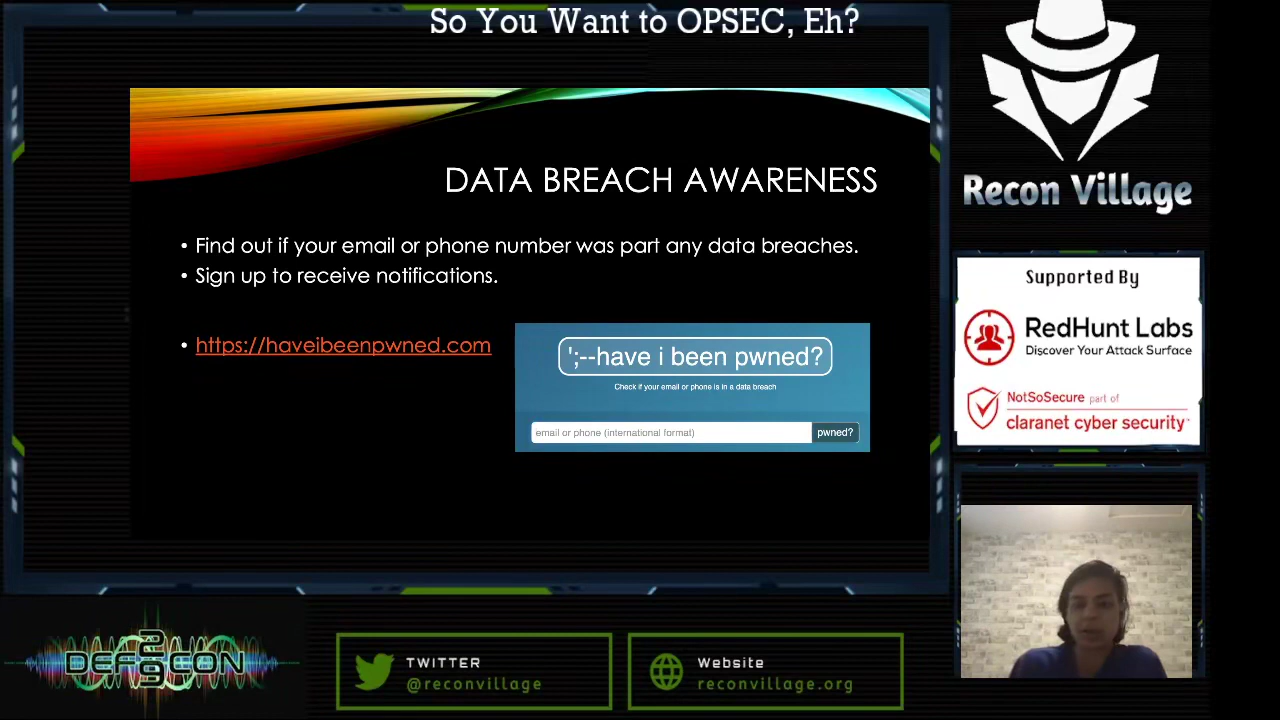 So You Want to OPSEC, Eh?
DATA BREACH AWARENESS
• Find out if your email or phone number was part any data breaches.
• Sign up to receive notifications.
• https://haveibeenpwned.com
';--have i been pwned?
Check if your email or phone is in a data breach
email or phone (international format)
pwned?
Recon Village
Supported By
RedHunt Labs
Discover Your Attack Surface
NotSoSecure part of
claranet cyber security
DEF CON
29
TWITTER
@reconvillage
Website
reconvillage.org